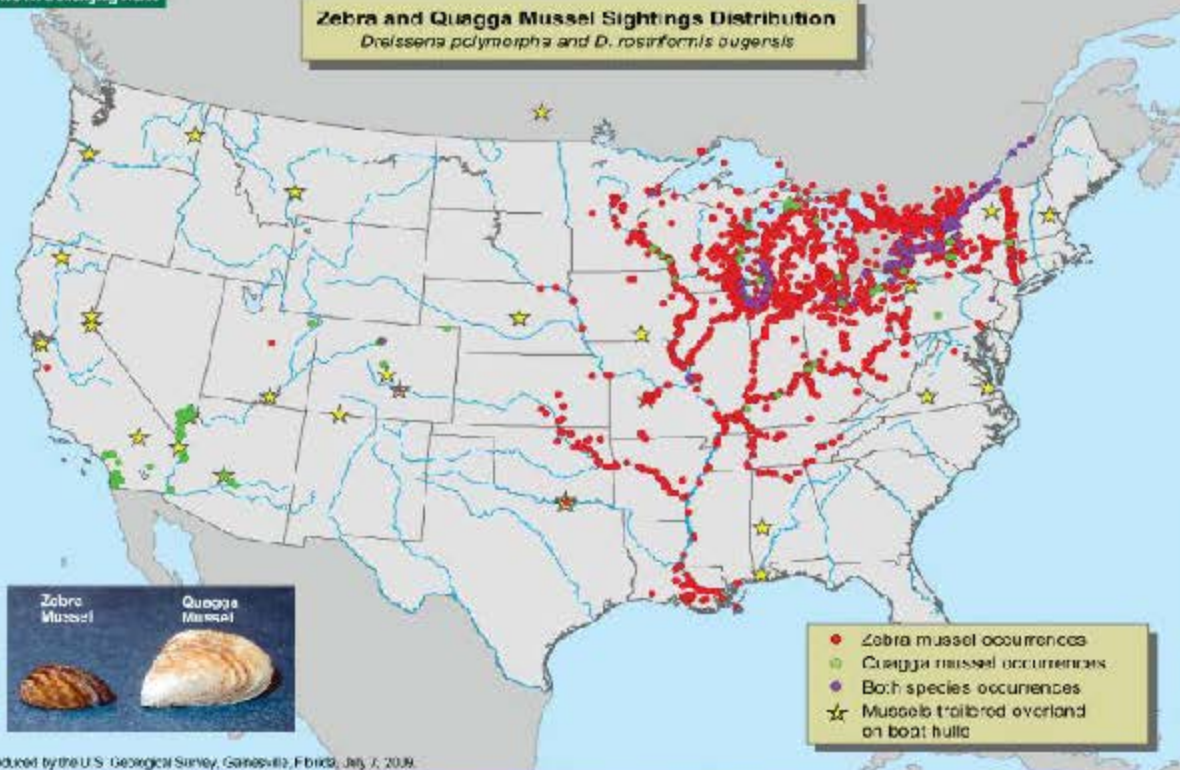 Zebra and Quagga Mussel Sightings Distribution
Dreissena polymorpha and D. rostriformis bugensis
Zebra
Mussel
Quagga
Mussel
Zebra mussel occurrences
Quagga mussel occurrences
Both species occurrences
Mussels trailered overland
on boat hulls
by the U.S. Geological Survey, Gainesville, Florida, July 7, 2009.